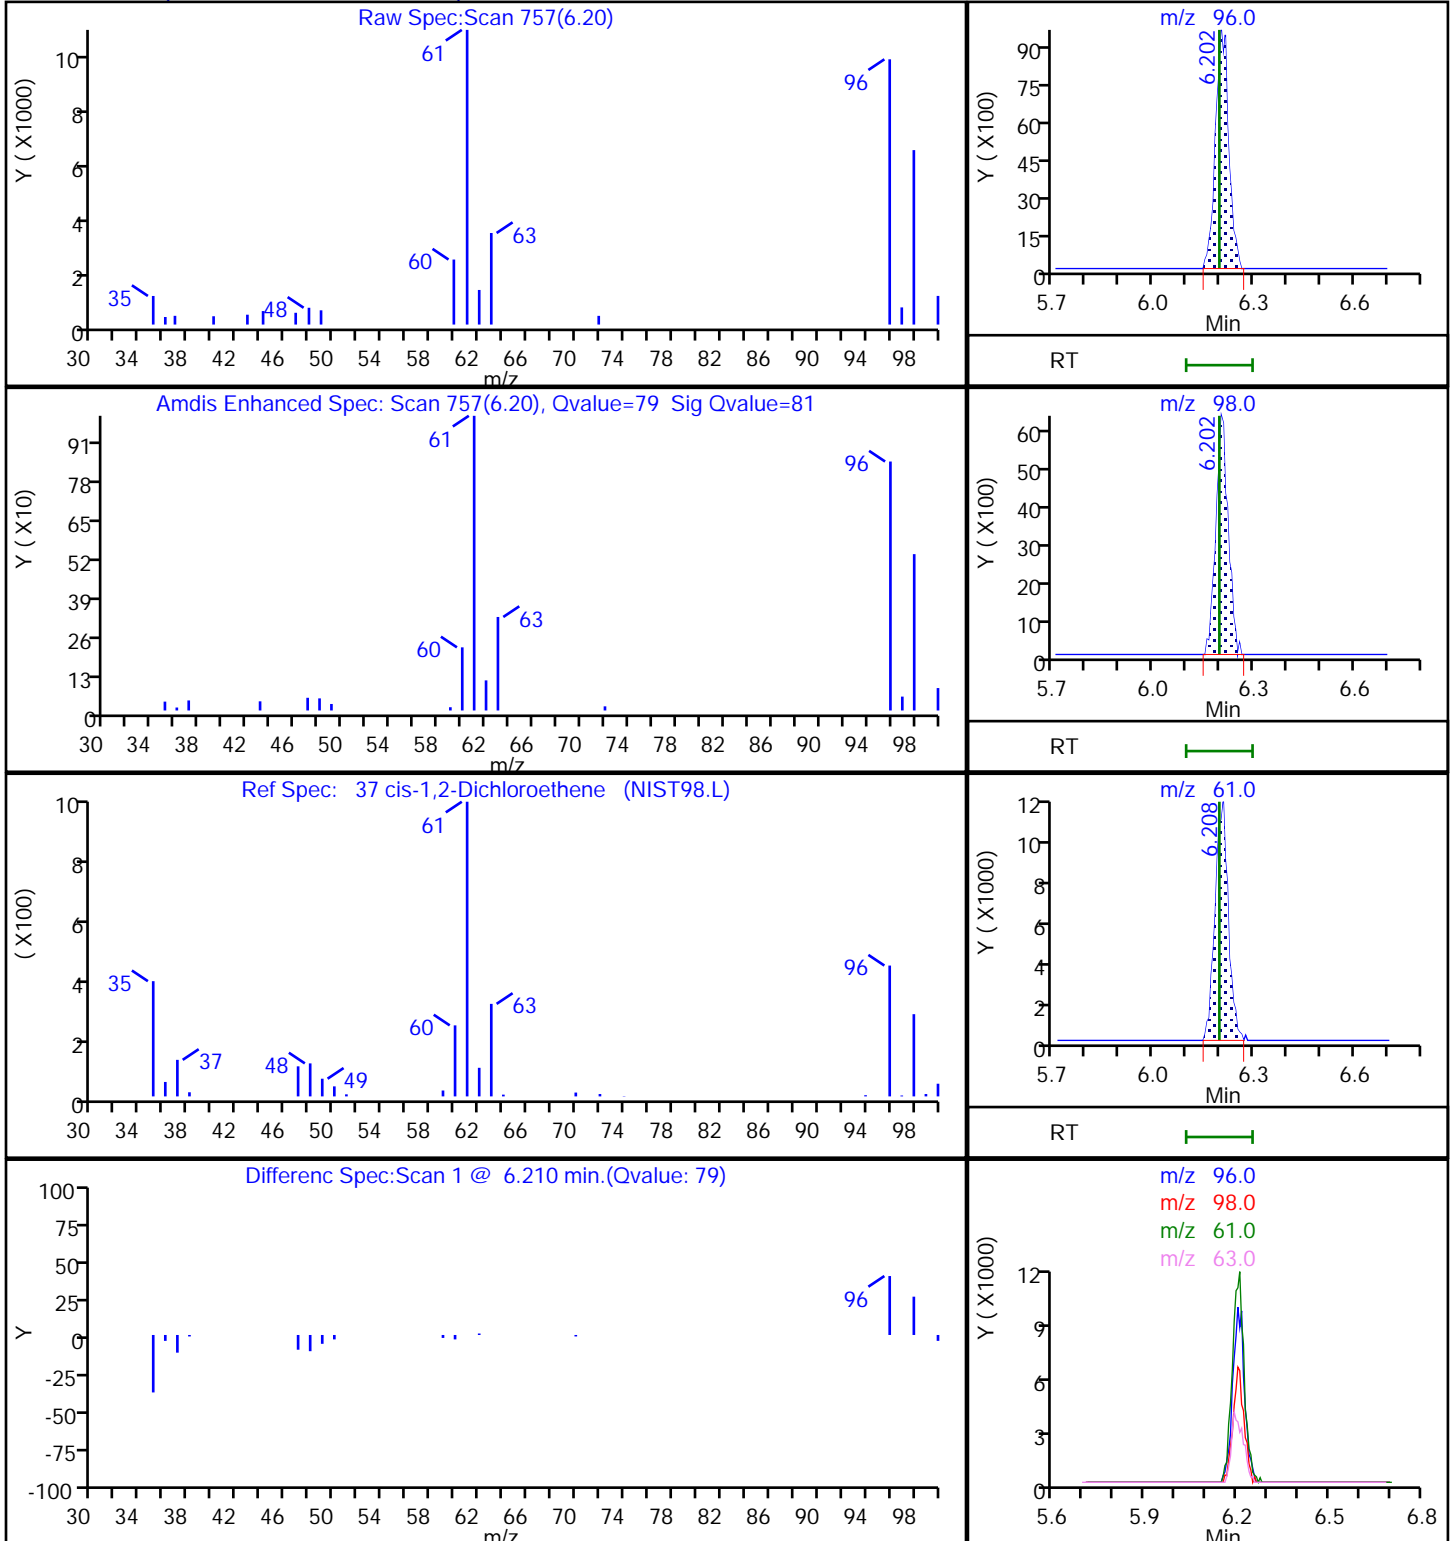 Raw Spec:Scan 757(6.20)
Y ( X1000)
10
8
6
4
2
0
61
96
63
60
35
48
30 34 38 42 46 50 54 58 62 66 70 74 78 82 86 90 94 98
m/z
m/z 96.0
Y ( X100)
90
75
60
45
30
15
0
6.202
5.7 6.0 6.3 6.6
Min
RT
Amdis Enhanced Spec: Scan 757(6.20), Qvalue=79 Sig Qvalue=81
Y ( X10)
91
78
65
52
39
26
13
0
61
96
63
60
30 34 38 42 46 50 54 58 62 66 70 74 78 82 86 90 94 98
m/z
m/z 98.0
Y ( X100)
60
50
40
30
20
10
0
6.202
5.7 6.0 6.3 6.6
Min
RT
Ref Spec: 37 cis-1,2-Dichloroethene (NIST98.L)
( X100)
10
8
6
4
2
0
61
96
35
63
60
37
48
49
30 34 38 42 46 50 54 58 62 66 70 74 78 82 86 90 94 98
m/z 61.0
Y ( X1000)
12
10
8
6
4
2
0
6.208
5.7 6.0 6.3 6.6
Min
RT
Differenc Spec:Scan 1 @ 6.210 min.(Qvalue: 79)
Y
100
75
50
25
0
-25
-50
-75
-100
96
30 34 38 42 46 50 54 58 62 66 70 74 78 82 86 90 94 98
m/z
m/z 96.0
m/z 98.0
m/z 61.0
m/z 63.0
Y ( X1000)
12
9
6
3
0
5.6 5.9 6.2 6.5 6.8
Min